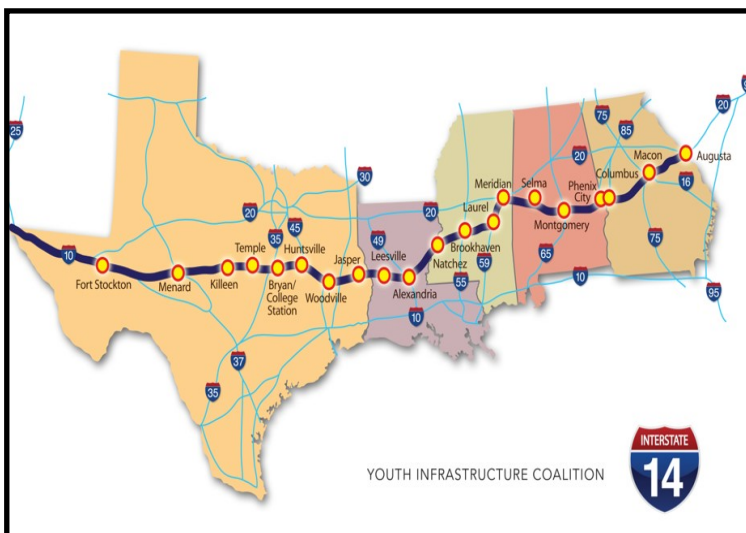 25
10
Fort Stockton
Menard
Killeen
Temple
20
35
45
30
Bryan/
College
Station
Huntsville
Woodville
Jasper
37
35
49
Leesville
Alexandria
10
20
Natchez
Brookhaven
55
59
Laurel
Meridian
Selma
20
Montgomery
65
10
Phenix
City
Columbus
75
85
Macon
16
75
Augusta
20
95
YOUTH INFRASTRUCTURE COALITION
INTERSTATE
14